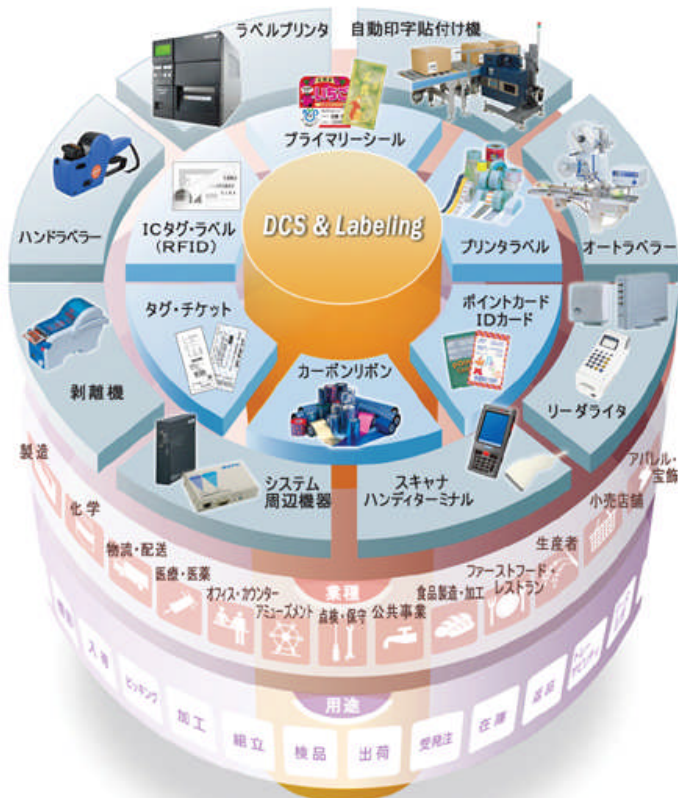 ラベルプリンタ
自動印字貼付け機
プライマリーシール
ハンドラベラー
ICタグ・ラベル
(RFID)
DCS & Labeling
プリンタラベル
オートラベラー
タグ・チケット
ポイントカード
IDカード
カーボンリボン
剥離機
リーダライタ
システム
周辺機器
スキャナ
ハンディターミナル
製造
化学
物流・配送
医療・医薬
オフィス・カウンター
アミューズメント
点検・保守
公共事業
食品製造・加工
ファーストフード・
レストラン
生産者
小売店舗
アパレル・
宝飾
業種
用途
入荷
ピッキング
加工
組立
検品
出荷
受発注
在庫
返品